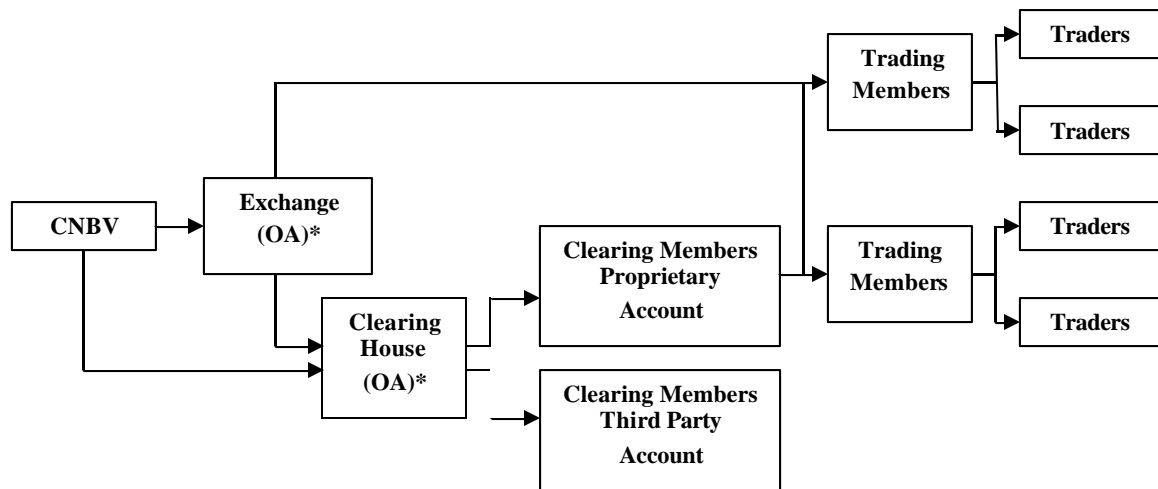 Traders
Trading
Members
Traders
CNBV
Exchange
(OA)*
Clearing Members
Proprietary
Account
Trading
Members
Traders
Traders
Clearing
House
(OA)*
Clearing Members
Third Party
Account